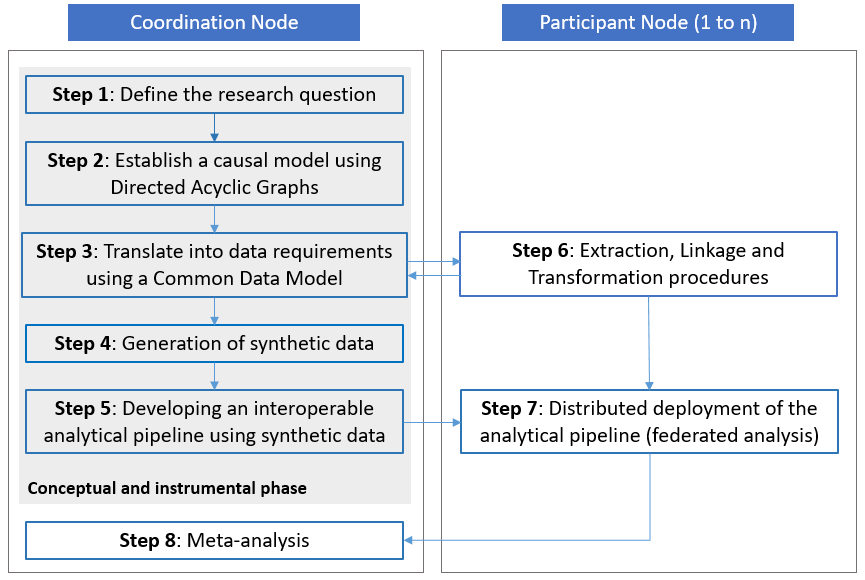 Coordination Node
Participant Node (1 to n)
Step 1: Define the research question
Step 2: Establish a causal model using
Directed Acyclic Graphs
Step 3: Translate into data requirements
using a Common Data Model
Step 4: Generation of synthetic data
Step 5: Developing an interoperable
analytical pipeline using synthetic data
Conceptual and instrumental phase
Step 6: Extraction, Linkage and
Transformation procedures
Step 7: Distributed deployment of the
analytical pipeline (federated analysis)
Step 8: Meta-analysis